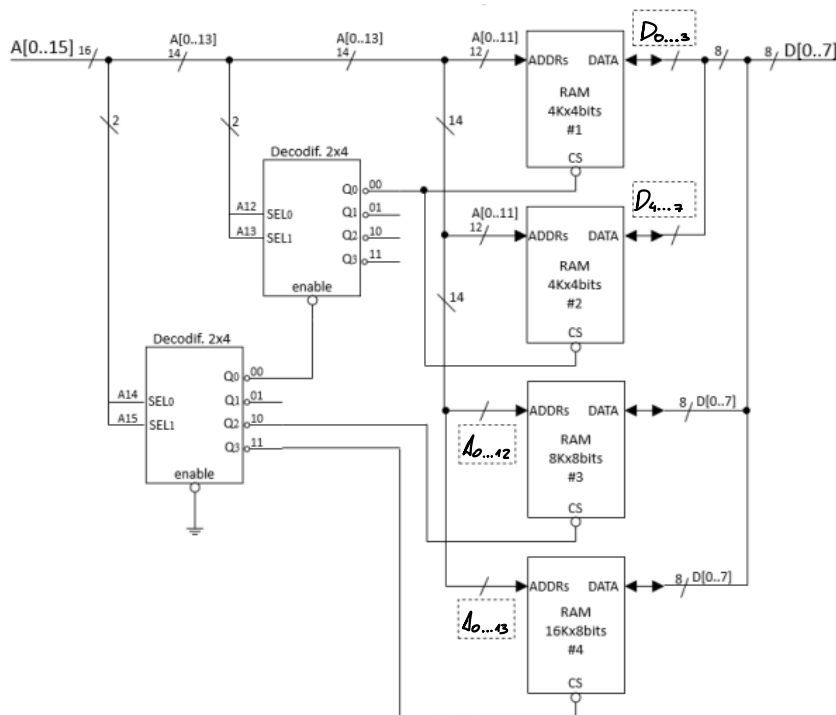 A[0..15]
16
A[0..13]
14
A[0..13]
14
A[0..11]
12
ADDRs
DATA
RAM
4Kx4bits
#1
CS
D0...3
8
8
D[0..7]
2
2
14
Decodif. 2x4
A12
SEL0
A13
SEL1
Q0
00
Q1
01
Q2
10
Q3
11
enable
A[0..11]
12
ADDRs
DATA
RAM
4Kx4bits
#2
CS
D4...7
14
Decodif. 2x4
A14
SEL0
A15
SEL1
Q0
00
Q1
01
Q2
10
Q3
11
enable
A0...12
ADDRs
DATA
RAM
8Kx8bits
#3
CS
8
D[0..7]
A0...13
ADDRs
DATA
RAM
16Kx8bits
#4
CS
8
D[0..7]